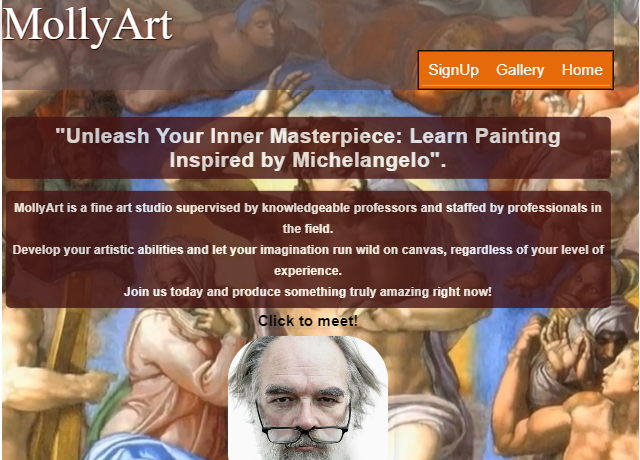 MollyArt
SignUp Gallery Home
"Unleash Your Inner Masterpiece: Learn Painting
Inspired by Michelangelo".
MollyArt is a fine art studio supervised by knowledgeable professors and staffed by professionals in
the field.
Develop your artistic abilities and let your imagination run wild on canvas, regardless of your level of
experience.
Join us today and produce something truly amazing right now!
Click to meet!